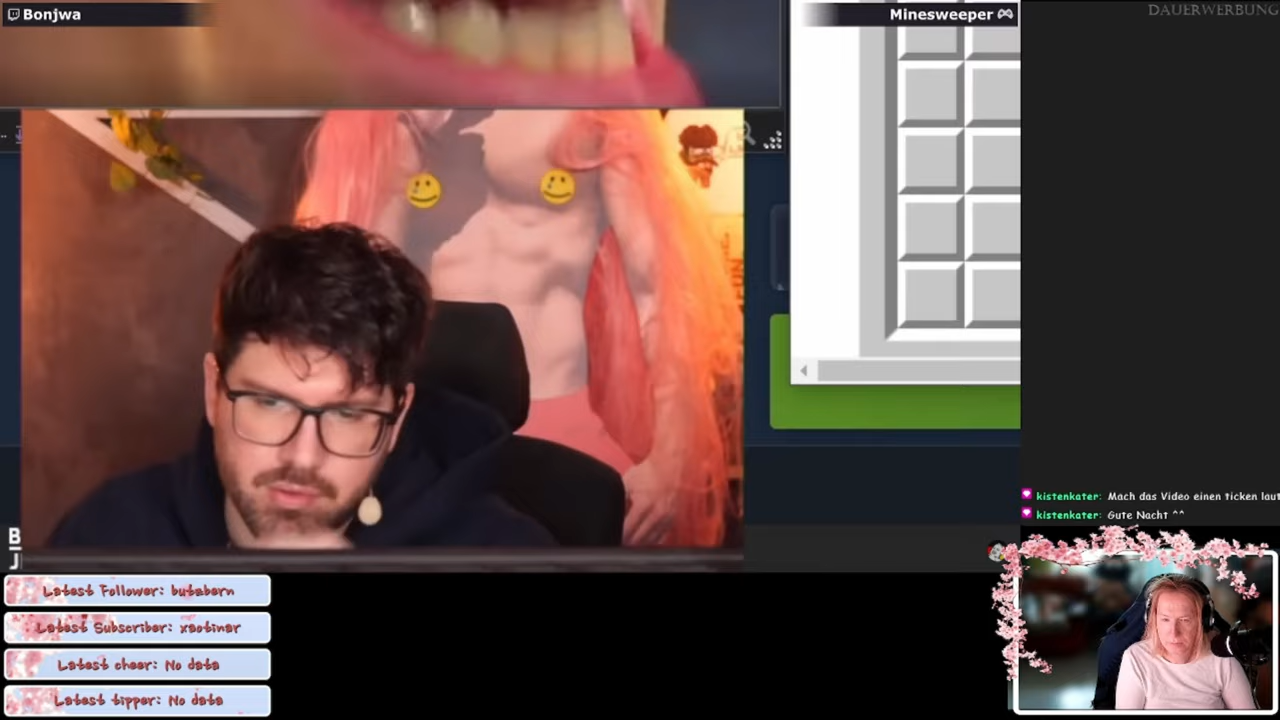 Bonjwa
Minesweeper
DAUERWERBUNG
kistenkater: Mach das Video einen ticken laut
kistenkater: Gute Nacht ^^
B
J
Latest Follower: butabern
Latest Subscriber: xaotinar
Latest cheer: No data
Latest tipper: No data